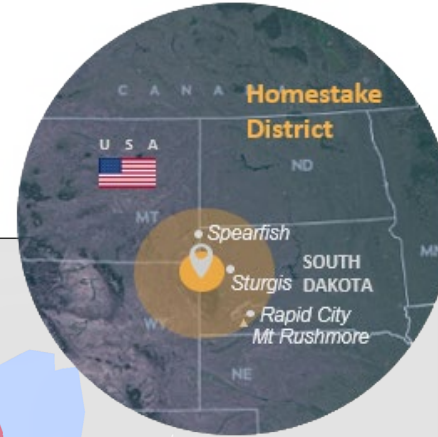 C A N A
Homestake
District
U S A
ND
MT
MN
Spearfish
SOUTH
DAKOTA
Sturgis
Rapid City
Mt Rushmore
WY
NE